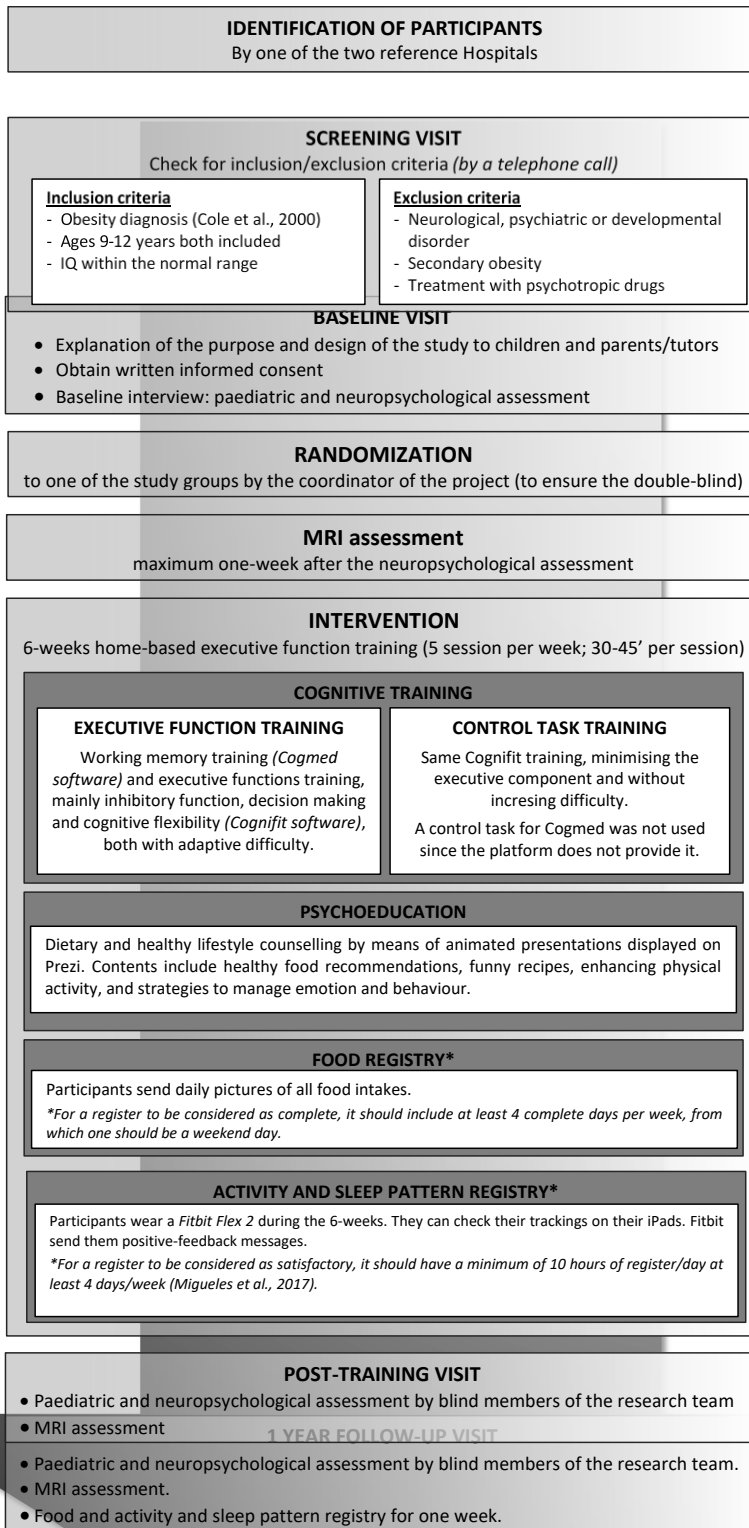 IDENTIFICATION OF PARTICIPANTS
By one of the two reference Hospitals
SCREENING VISIT
Check for inclusion/exclusion criteria (by a telephone call)
Inclusion criteria
- Obesity diagnosis (Cole et al., 2000)
- Ages 9-12 years both included
- IQ within the normal range
Exclusion criteria
- Neurological, psychiatric or developmental
disorder
- Secondary obesity
- Treatment with psychotropic drugs
BASELINE VISIT
• Explanation of the purpose and design of the study to children and parents/tutors
• Obtain written informed consent
• Baseline interview: paediatric and neuropsychological assessment
RANDOMIZATION
to one of the study groups by the coordinator of the project (to ensure the double-blind)
MRI assessment
maximum one-week after the neuropsychological assessment
INTERVENTION
6-weeks home-based executive function training (5 session per week; 30-45' per session)
COGNITIVE TRAINING
EXECUTIVE FUNCTION TRAINING
Working memory training (Cogmed
software) and executive functions training,
mainly inhibitory function, decision making
and cognitive flexibility (Cognifit software),
both with adaptive difficulty.
CONTROL TASK TRAINING
Same Cognifit training, minimising the
executive component and without
incresing difficulty.
A control task for Cogmed was not used
since the platform does not provide it.
PSYCHOEDUCATION
Dietary and healthy lifestyle counselling by means of animated presentations displayed on
Prezi. Contents include healthy food recommendations, funny recipes, enhancing physical
activity, and strategies to manage emotion and behaviour.
FOOD REGISTRY*
Participants send daily pictures of all food intakes.
*For a register to be considered as complete, it should include at least 4 complete days per week, from
which one should be a weekend day.
ACTIVITY AND SLEEP PATTERN REGISTRY*
Participants wear a Fitbit Flex 2 during the 6-weeks. They can check their trackings on their iPads. Fitbit
send them positive-feedback messages.
*For a register to be considered as satisfactory, it should have a minimum of 10 hours of register/day at
least 4 days/week (Migueles et al., 2017).
POST-TRAINING VISIT
• Paediatric and neuropsychological assessment by blind members of the research team
• MRI assessment
1 YEAR FOLLOW-UP VISIT
• Paediatric and neuropsychological assessment by blind members of the research team.
• MRI assessment.
• Food and activity and sleep pattern registry for one week.